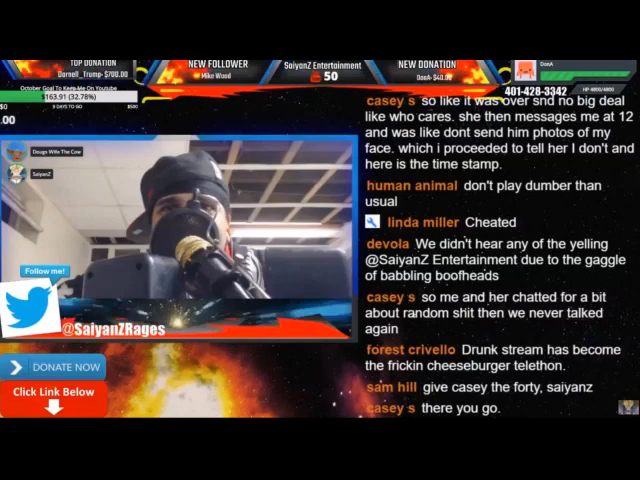 TOP DONATION
Darnell_Trump- $700.00
NEW FOLLOWER
Mike Wood
SaiyanZ Entertainment
50
NEW DONATION
DonA- $40.00
DonA
401-428-3342
HP 4800/4800
October Goal To Keep Me On Youtube
$163.91 (32.78%)
$0
9 DAYS TO GO
$500
.00
Dougs Wife The Cow
SaiyanZ
Follow me!
@SaiyanZRages
DONATE NOW
Click Link Below
casey s so like it was over snd no big deal
like who cares. she then messages me at 12
and was like dont send him photos of my
face. which i proceeded to tell her I don't and
here is the time stamp.
human animal don't play dumber than
usual
linda miller Cheated
devola We didn't hear any of the yelling
@SaiyanZ Entertainment due to the gaggle
of babbling boofheads
casey s so me and her chatted for a bit
about random shit then we never talked
again
forest crivello Drunk stream has become
the frickin cheeseburger telethon.
sam hill give casey the forty, saiyanz
casey s there you go.